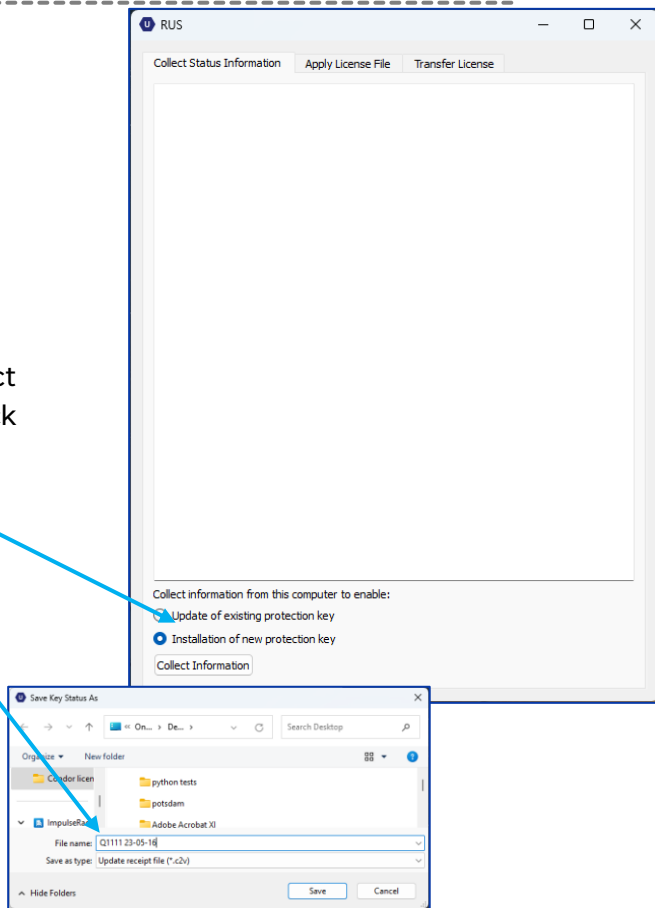 RUS
Collect Status Information Apply License File Transfer License
ct
k
Collect information from this computer to enable:
Update of existing protection key
Installation of new protection key
Collect Information
Save Key Status As
« On... › De... › Search Desktop
Organize New folder
Condor licen
python tests
potsdam
ImpulseRa
Adobe Acrobat XI
File name: Q1111 23-05-16
Save as type: Update receipt file (*.c2v)
Hide Folders Save Cancel